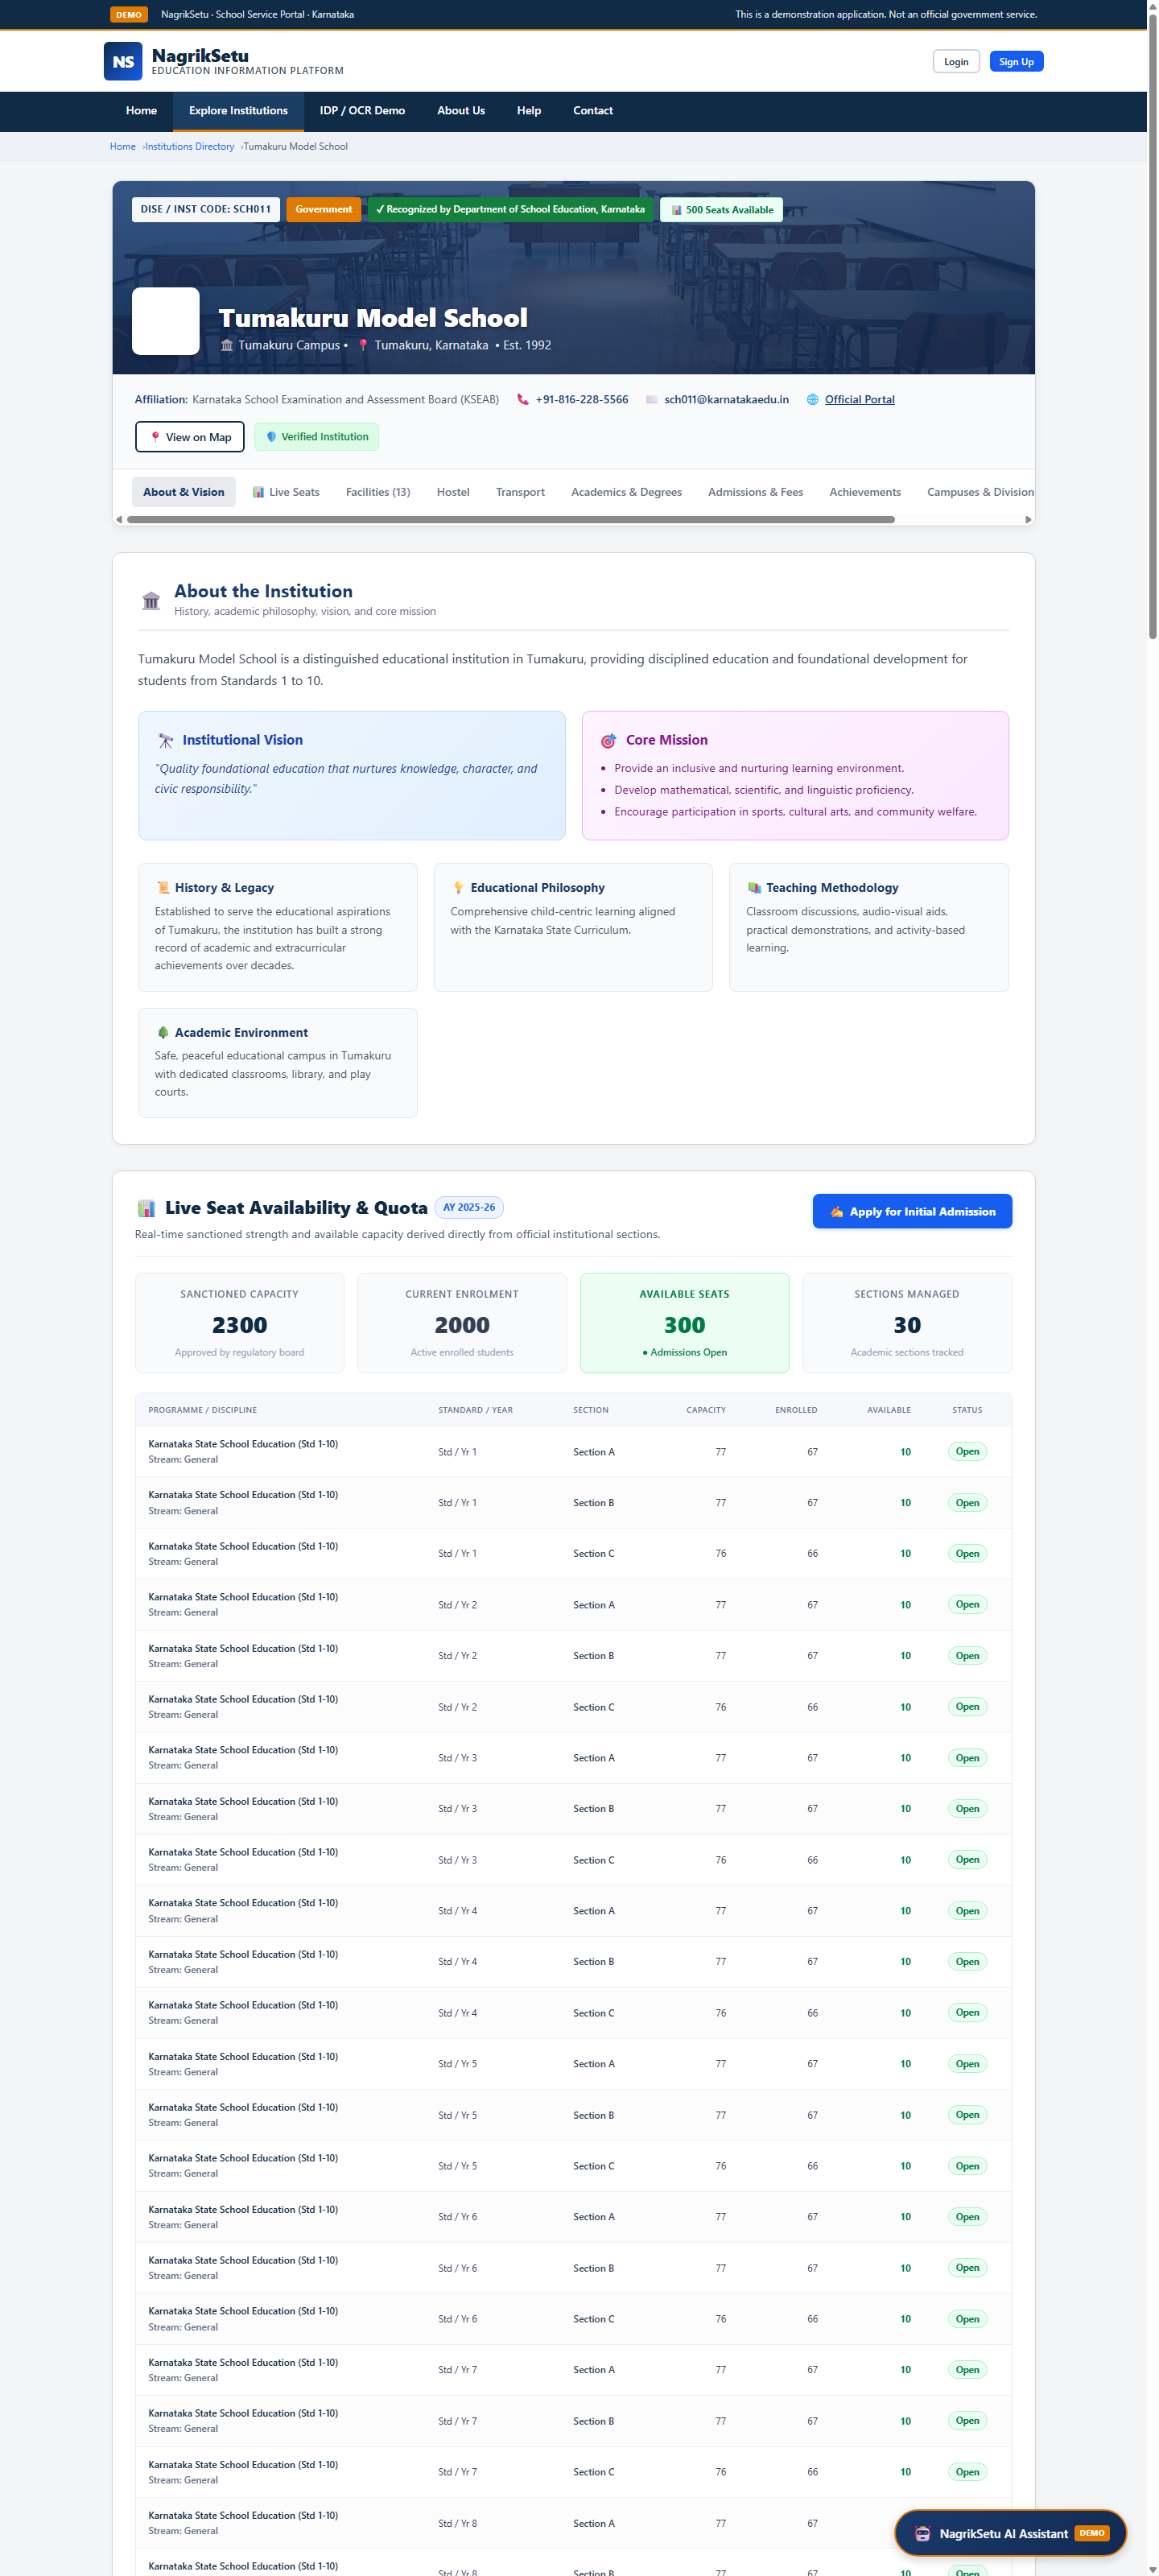 DEMO NagrikSetu · School Service Portal · Karnataka This is a demonstration application. Not an official government service.
NS NagrikSetu
EDUCATION INFORMATION PLATFORM
Login Sign Up
Home Explore Institutions IDP / OCR Demo About Us Help Contact
Home › Institutions Directory › Tumakuru Model School
DISE / INST CODE: SCH011 Government ✓ Recognized by Department of School Education, Karnataka 500 Seats Available
Tumakuru Model School
Tumakuru Campus • Tumakuru, Karnataka • Est. 1992
Affiliation: Karnataka School Examination and Assessment Board (KSEAB) +91-816-228-5566 sch011@karnatakaedu.in Official Portal
View on Map Verified Institution
About & Vision Live Seats Facilities (13) Hostel Transport Academics & Degrees Admissions & Fees Achievements Campuses & Division
About the Institution
History, academic philosophy, vision, and core mission
Tumakuru Model School is a distinguished educational institution in Tumakuru, providing disciplined education and foundational development for
students from Standards 1 to 10.
Institutional Vision
"Quality foundational education that nurtures knowledge, character, and
civic responsibility."
Core Mission
• Provide an inclusive and nurturing learning environment.
• Develop mathematical, scientific, and linguistic proficiency.
• Encourage participation in sports, cultural arts, and community welfare.
History & Legacy
Established to serve the educational aspirations
of Tumakuru, the institution has built a strong
record of academic and extracurricular
achievements over decades.
Educational Philosophy
Comprehensive child-centric learning aligned
with the Karnataka State Curriculum.
Teaching Methodology
Classroom discussions, audio-visual aids,
practical demonstrations, and activity-based
learning.
Academic Environment
Safe, peaceful educational campus in Tumakuru
with dedicated classrooms, library, and play
courts.
Live Seat Availability & Quota AY 2025-26
Real-time sanctioned strength and available capacity derived directly from official institutional sections.
Apply for Initial Admission
SANCTIONED CAPACITY
2300
Approved by regulatory board
CURRENT ENROLMENT
2000
Active enrolled students
AVAILABLE SEATS
300
● Admissions Open
SECTIONS MANAGED
30
Academic sections tracked
PROGRAMME / DISCIPLINE STANDARD / YEAR SECTION CAPACITY ENROLLED AVAILABLE STATUS
Karnataka State School Education (Std 1-10)
Stream: General Std / Yr 1 Section A 77 67 10 Open
Karnataka State School Education (Std 1-10)
Stream: General Std / Yr 1 Section B 77 67 10 Open
Karnataka State School Education (Std 1-10)
Stream: General Std / Yr 1 Section C 76 66 10 Open
Karnataka State School Education (Std 1-10)
Stream: General Std / Yr 2 Section A 77 67 10 Open
Karnataka State School Education (Std 1-10)
Stream: General Std / Yr 2 Section B 77 67 10 Open
Karnataka State School Education (Std 1-10)
Stream: General Std / Yr 2 Section C 76 66 10 Open
Karnataka State School Education (Std 1-10)
Stream: General Std / Yr 3 Section A 77 67 10 Open
Karnataka State School Education (Std 1-10)
Stream: General Std / Yr 3 Section B 77 67 10 Open
Karnataka State School Education (Std 1-10)
Stream: General Std / Yr 3 Section C 76 66 10 Open
Karnataka State School Education (Std 1-10)
Stream: General Std / Yr 4 Section A 77 67 10 Open
Karnataka State School Education (Std 1-10)
Stream: General Std / Yr 4 Section B 77 67 10 Open
Karnataka State School Education (Std 1-10)
Stream: General Std / Yr 4 Section C 76 66 10 Open
Karnataka State School Education (Std 1-10)
Stream: General Std / Yr 5 Section A 77 67 10 Open
Karnataka State School Education (Std 1-10)
Stream: General Std / Yr 5 Section B 77 67 10 Open
Karnataka State School Education (Std 1-10)
Stream: General Std / Yr 5 Section C 76 66 10 Open
Karnataka State School Education (Std 1-10)
Stream: General Std / Yr 6 Section A 77 67 10 Open
Karnataka State School Education (Std 1-10)
Stream: General Std / Yr 6 Section B 77 67 10 Open
Karnataka State School Education (Std 1-10)
Stream: General Std / Yr 6 Section C 76 66 10 Open
Karnataka State School Education (Std 1-10)
Stream: General Std / Yr 7 Section A 77 67 10 Open
Karnataka State School Education (Std 1-10)
Stream: General Std / Yr 7 Section B 77 67 10 Open
Karnataka State School Education (Std 1-10)
Stream: General Std / Yr 7 Section C 76 66 10 Open
Karnataka State School Education (Std 1-10)
Stream: General Std / Yr 8 Section A 77 67
NagrikSetu AI Assistant DEMO
Karnataka State School Education (Std 1-10)
Std / Yr 8 Section B 77 67 10 Open